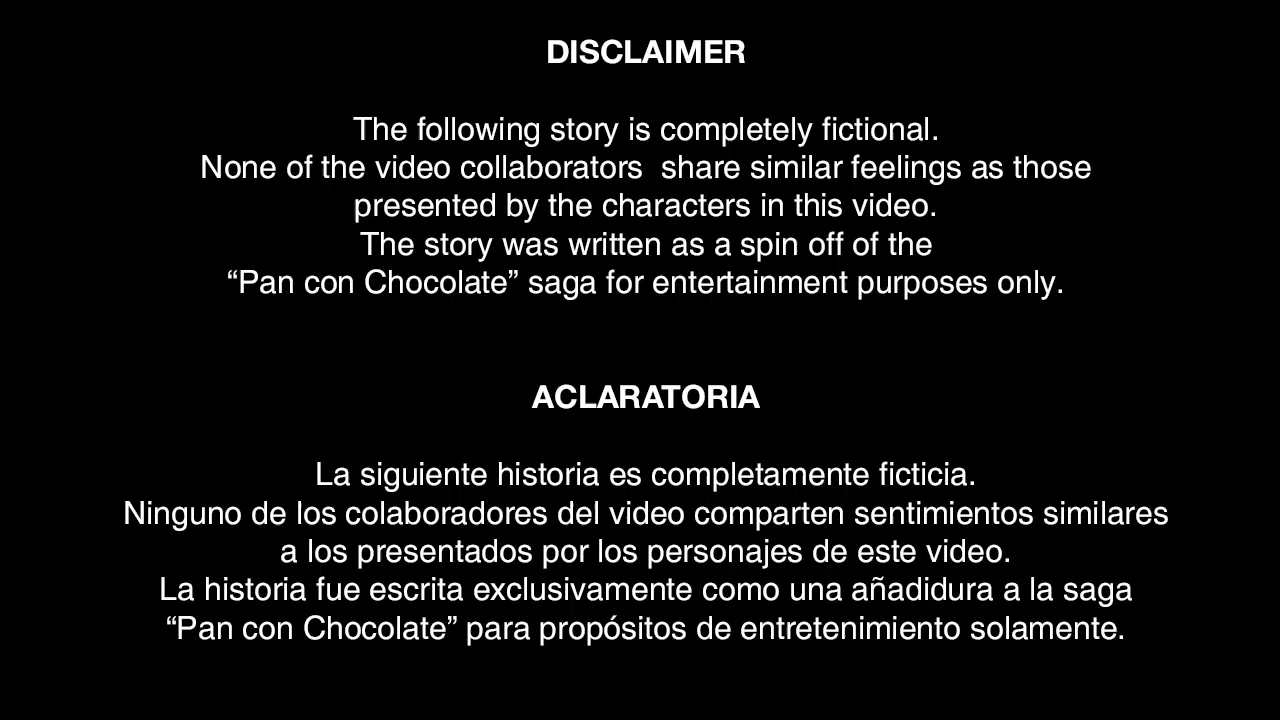 DISCLAIMER
The following story is completely fictional.
None of the video collaborators  share similar feelings as those
presented by the characters in this video.
The story was written as a spin off of the
“Pan con Chocolate” saga for entertainment purposes only.
ACLARATORIA
La siguiente historia es completamente ficticia.
Ninguno de los colaboradores del video comparten sentimientos similares
a los presentados por los personajes de este video.
La historia fue escrita exclusivamente como una añadidura a la saga
“Pan con Chocolate” para propósitos de entretenimiento solamente.